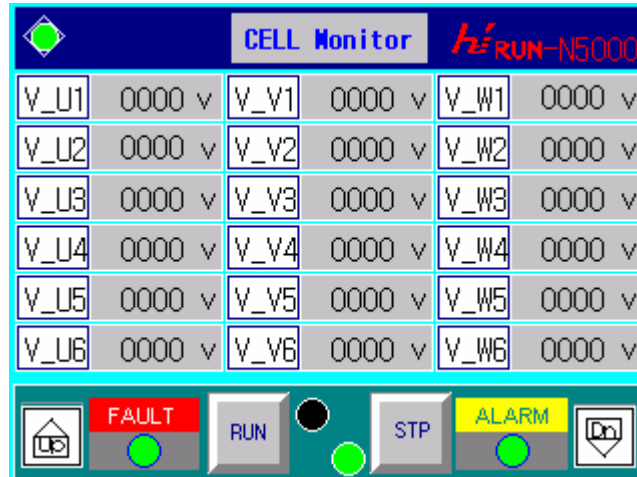 CELL Monitor hi RUN-N5000
V_U1 0000 V V_V1 0000 V V_W1 0000 V
V_U2 0000 V V_V2 0000 V V_W2 0000 V
V_U3 0000 V V_V3 0000 V V_W3 0000 V
V_U4 0000 V V_V4 0000 V V_W4 0000 V
V_U5 0000 V V_V5 0000 V V_W5 0000 V
V_U6 0000 V V_V6 0000 V V_W6 0000 V
Up FAULT RUN STP ALARM Dn